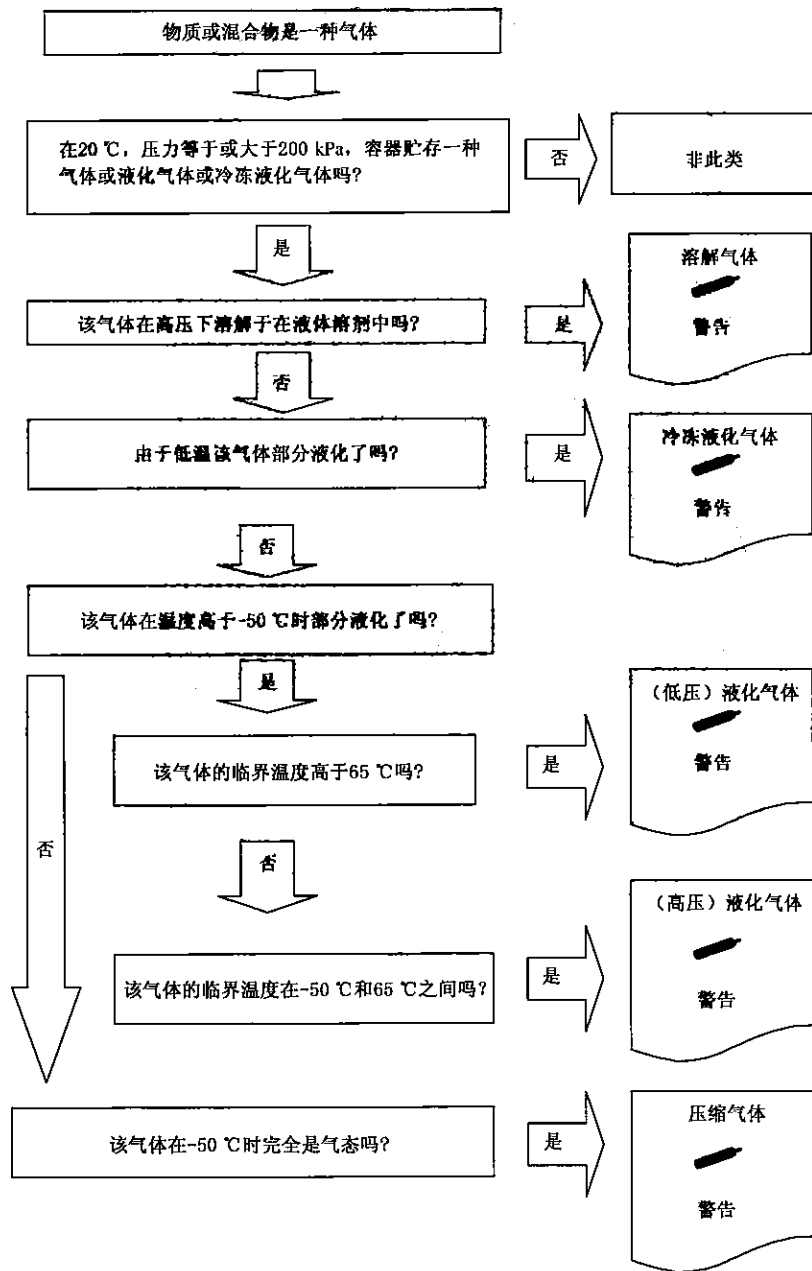 物质或混合物是一种气体
在20 ℃，压力等于或大于200 kPa，容器贮存一种
气体或液化气体或冷冻液化气体吗？
否
非此类
是
该气体在高压下溶解于在液体溶剂中吗？
是
溶解气体
警告
否
由于低温该气体部分液化了吗？
是
冷冻液化气体
警告
否
该气体在温度高于-50 ℃时部分液化了吗？
是
该气体的临界温度高于65 ℃吗？
是
（低压）液化气体
警告
否
否
该气体的临界温度在-50 ℃和65 ℃之间吗？
是
（高压）液化气体
警告
该气体在-50 ℃时完全是气态吗？
是
压缩气体
警告